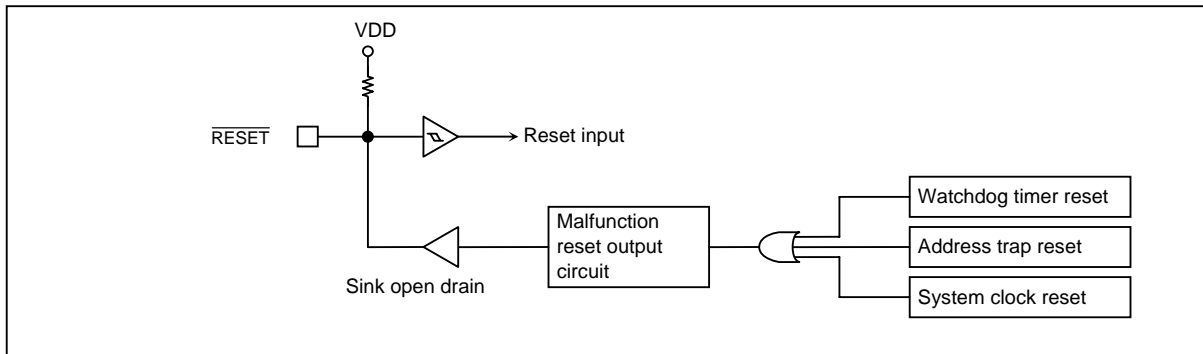 VDD
RESET
Reset input
Watchdog timer reset
Malfunction
reset output
circuit
Address trap reset
Sink open drain
System clock reset